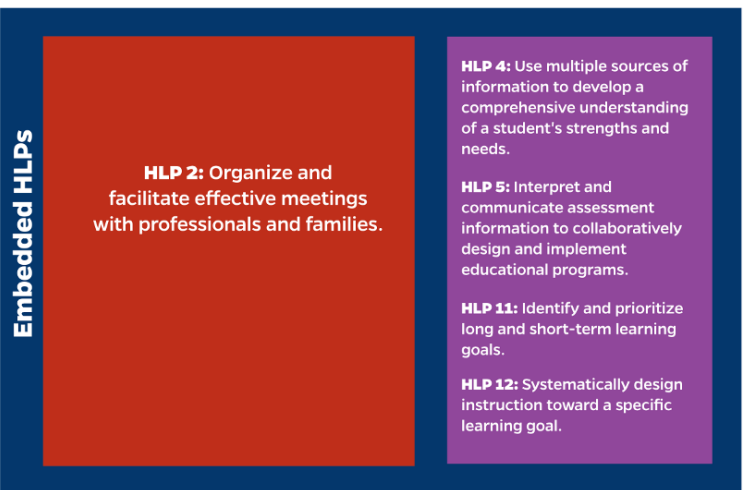 Embedded HLPs
HLP 2: Organize and
facilitate effective meetings
with professionals and families.
HLP 4: Use multiple sources of
information to develop a
comprehensive understanding
of a student's strengths and
needs.
HLP 5: Interpret and
communicate assessment
information to collaboratively
design and implement
educational programs.
HLP 11: Identify and prioritize
long and short-term learning
goals.
HLP 12: Systematically design
instruction toward a specific
learning goal.